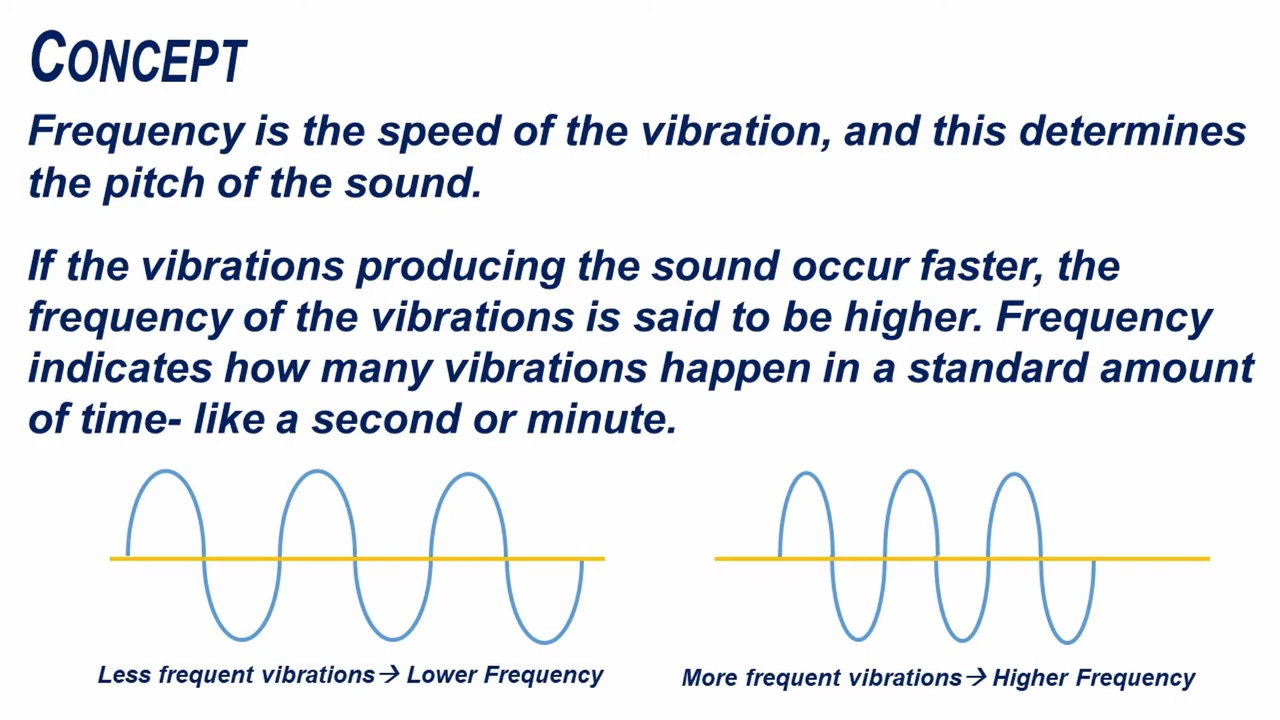 CONCEPT
Frequency is the speed of the vibration, and this determines
the pitch of the sound.
If the vibrations producing the sound occur faster, the
frequency of the vibrations is said to be higher. Frequency
indicates how many vibrations happen in a standard amount
of time- like a second or minute.
Less frequent vibrations→ Lower Frequency
More frequent vibrations→ Higher Frequency